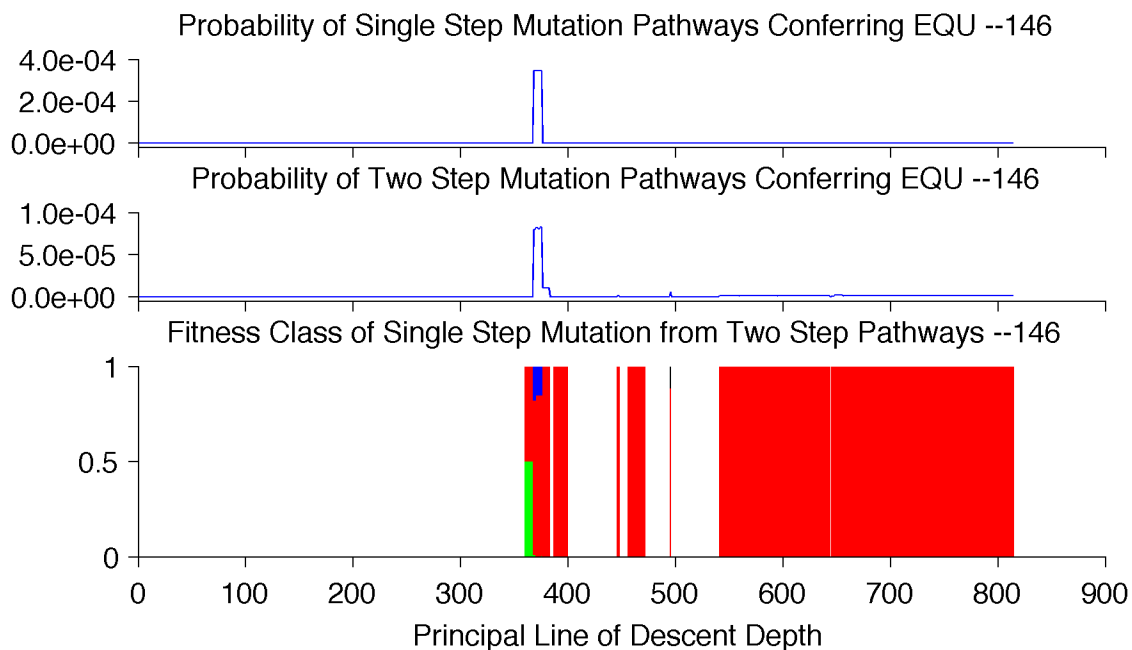 Probability of Single Step Mutation Pathways Conferring EQU --146
4.0e-04
2.0e-04
0.0e+00
Probability of Two Step Mutation Pathways Conferring EQU --146
1.0e-04
5.0e-05
0.0e+00
Fitness Class of Single Step Mutation from Two Step Pathways --146
1
0.5
0
0 100 200 300 400 500 600 700 800 900
Principal Line of Descent Depth